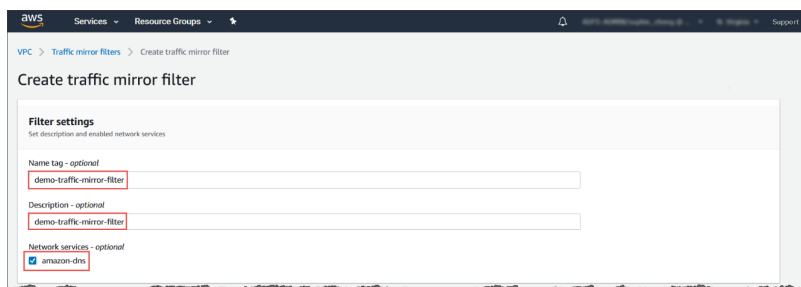 aws Services Resource Groups Support
VPC > Traffic mirror filters > Create traffic mirror filter
Create traffic mirror filter
Filter settings
Set description and enabled network services
Name tag - optional
demo-traffic-mirror-filter
Description - optional
demo-traffic-mirror-filter
Network services - optional
amazon-dns